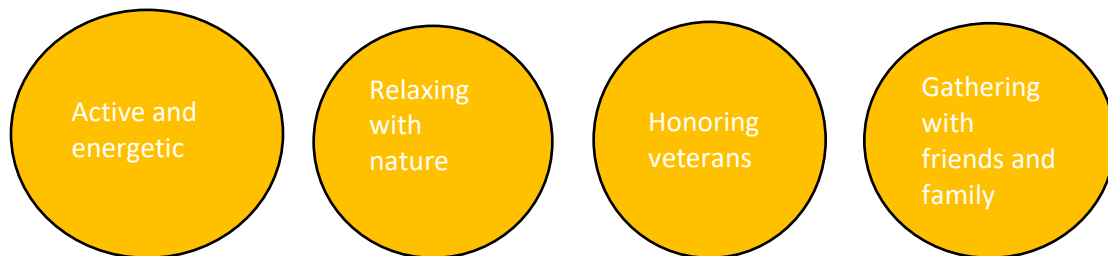 Active and
energetic
Relaxing
with
nature
Honoring
veterans
Gathering
with
friends and
family